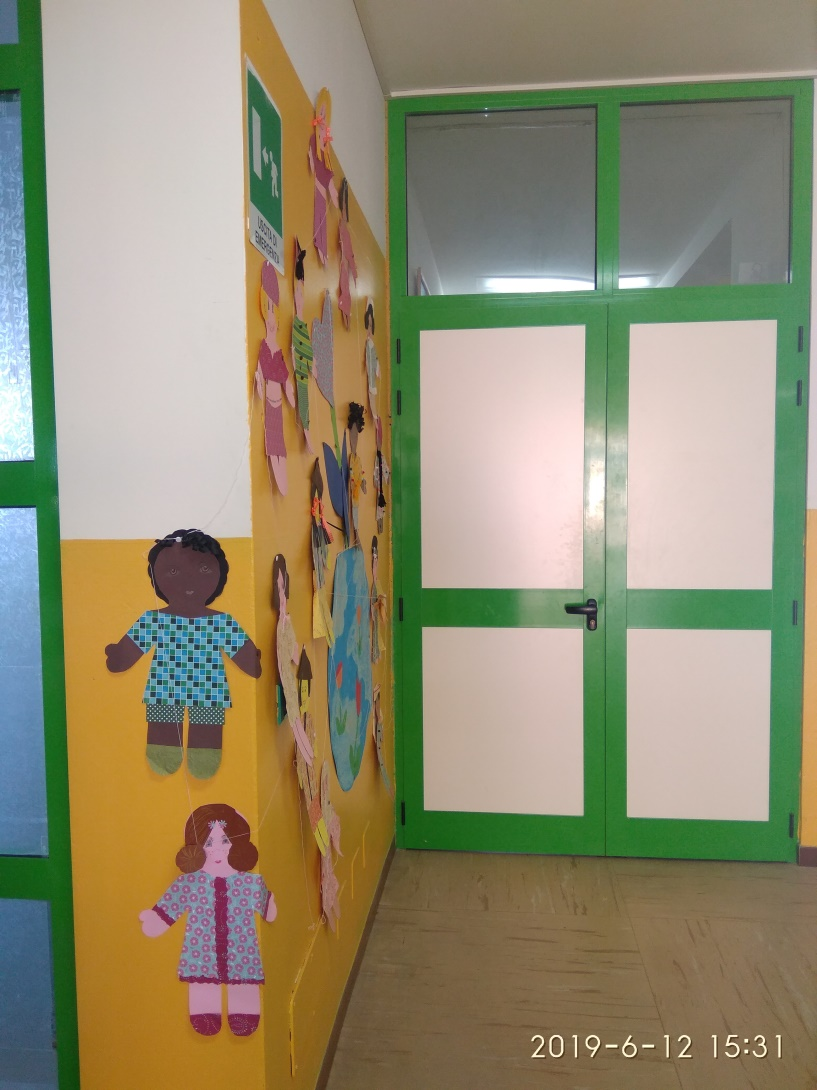 USCITA DI
EMERGENZA
2019-6-12 15:31